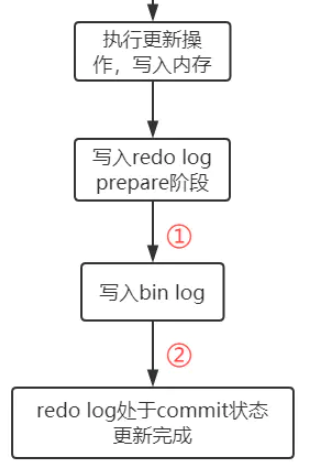 执行更新操
作，写入内存
写入redo log
prepare阶段
①
写入bin log
②
redo log处于commit状态
更新完成